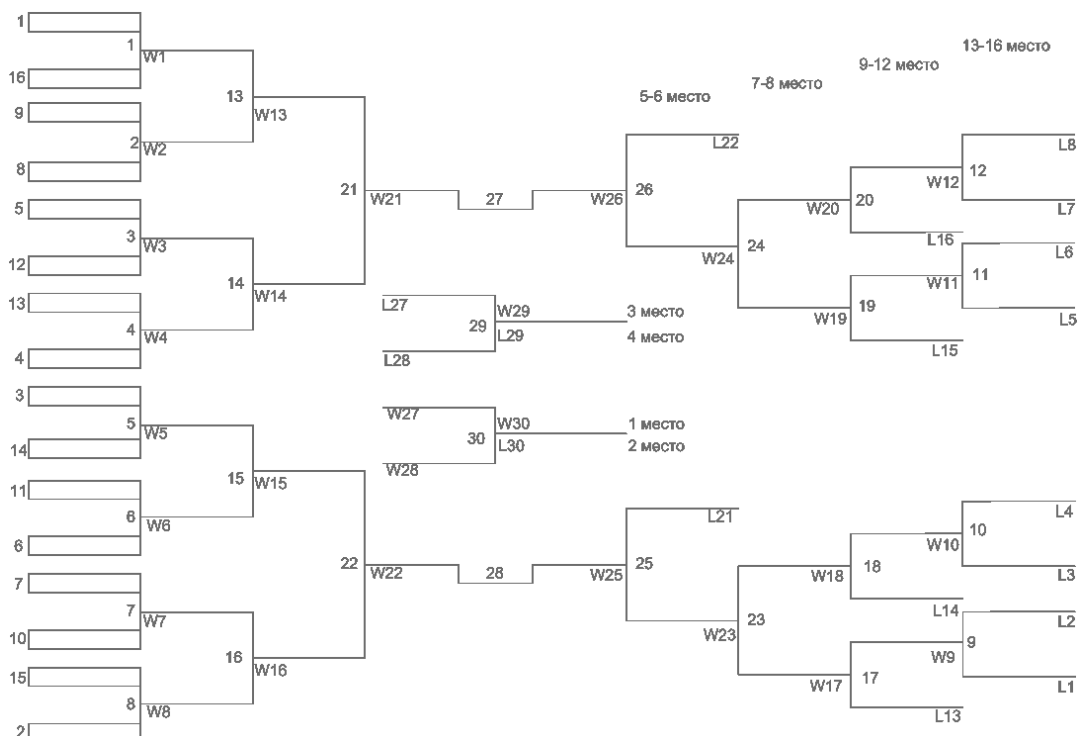 1
1
W1
16
13
W13
9
2
W2
8
21
W21
5
3
W3
12
14
W14
13
4
W4
4
3
5
W5
14
15
W15
11
6
W6
6
22
W22
7
7
W7
10
16
W16
15
8
W8
2
27
28
L27
29
W29
L29
L28
3 место
4 место
W27
30
W30
L30
W28
1 место
2 место
5-6 место
7-8 место
9-12 место
13-16 место
L22
W26
26
W24
24
W20
20
W12
12
L8
L7
L16
L6
W11
11
L5
W19
19
L15
L21
W25
25
W23
23
W18
18
W10
10
L4
L3
L14
L2
W9
9
L1
W17
17
L13